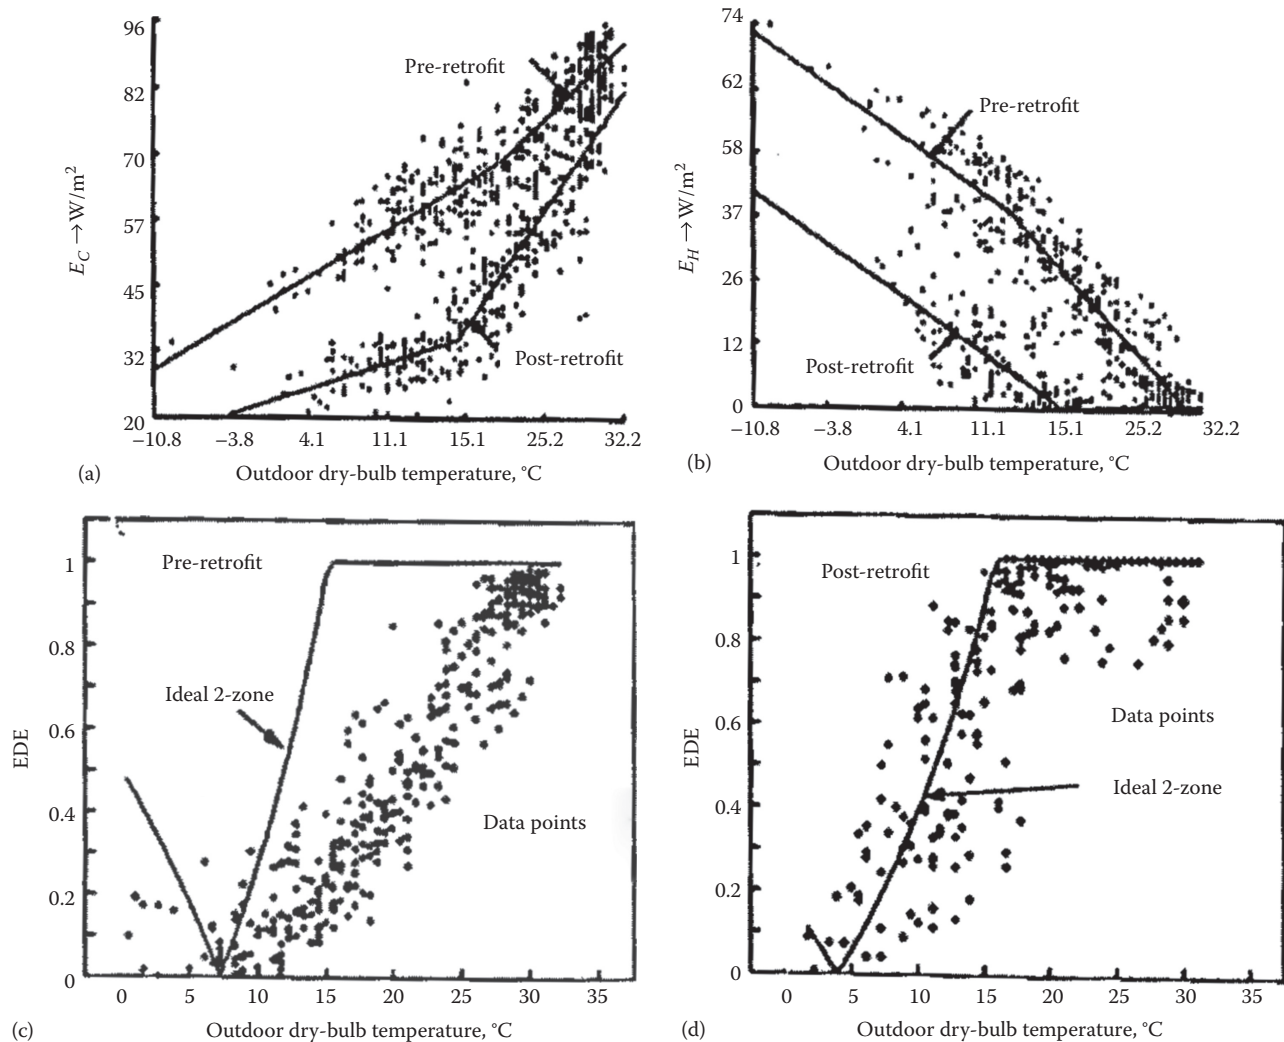 96
82
70
57
45
32
20
E_C → W/m²
Pre-retrofit
Post-retrofit
−10.8 −3.8 4.1 11.1 15.1 25.2 32.2
(a) Outdoor dry-bulb temperature, °C
74
62
58
37
26
12
0
E_H → W/m²
Pre-retrofit
Post-retrofit
−10.8 −3.8 4.1 11.1 15.1 25.2 32.2
(b) Outdoor dry-bulb temperature, °C
1
0.8
0.6
0.4
0.2
0
EDE
Pre-retrofit
Ideal 2-zone
Data points
0 5 10 15 20 25 30 35
(c) Outdoor dry-bulb temperature, °C
1
0.8
0.6
0.4
0.2
0
EDE
Post-retrofit
Data points
Ideal 2-zone
0 5 10 15 20 25 30 35
(d) Outdoor dry-bulb temperature, °C